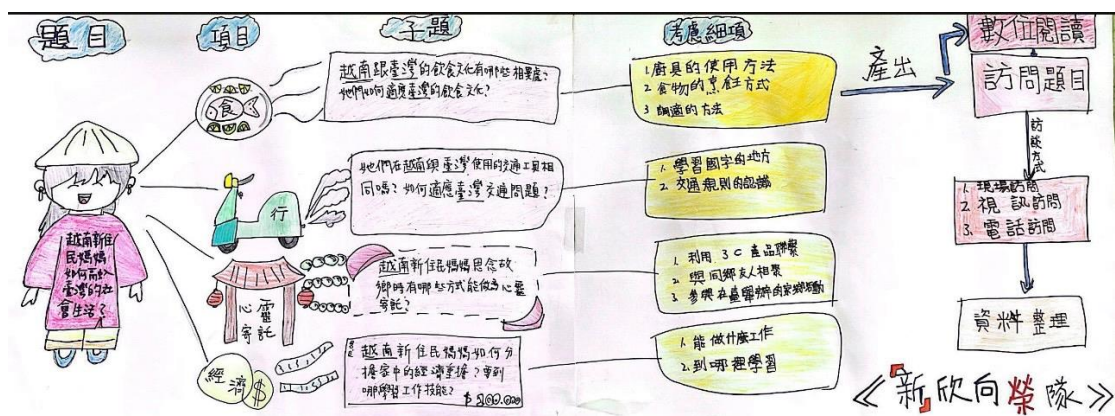 題目
項目
子題
考慮細項
越南新住
民媽媽
如何融入
臺灣的社
會生活?
食
越南跟臺灣的飲食文化有哪些相異處?
她們如何適應臺灣的飲食文化?
1.廚具的使用方法
2.食物的烹飪方式
3 調適的方法
行
她們在越南跟臺灣使用的交通工具相
同嗎?如何適應臺灣交通問題?
1.學習國字的地方
2.交通規則的認識
心靈
寄託
越南新住民媽媽思念故
鄉時有哪些方式能做為心靈
寄託?
1.利用3C產品聯繫
2.與同鄉友人相聚
3.參與在臺舉辦的家鄉活動
經濟
$
越南新住民媽媽如何分
擔家中的經濟重擔?要到
哪學習工作技能?
1.能做什麼工作
2.到哪裡學習
產出
數位閱讀
訪問題目
訪談方式
1.現場訪問
2.視訊訪問
3.電話訪問
資料整理
《新欣向榮隊》